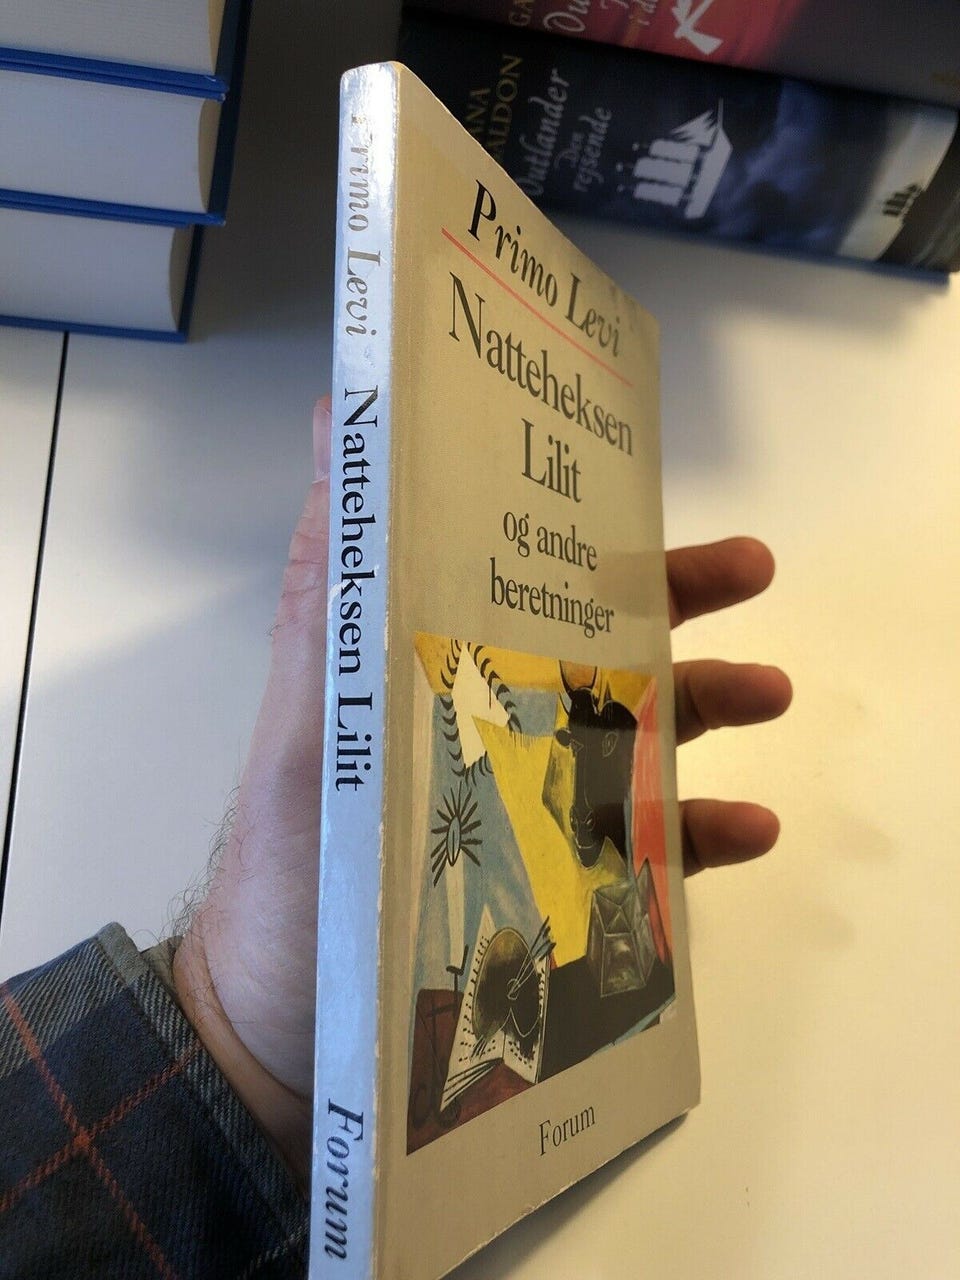 Primo Levi
Natteheksen
Lilit
og andre
beretninger
Forum
Primo Levi Natteheksen Lilit Forum
Outlander
Den
rejsende